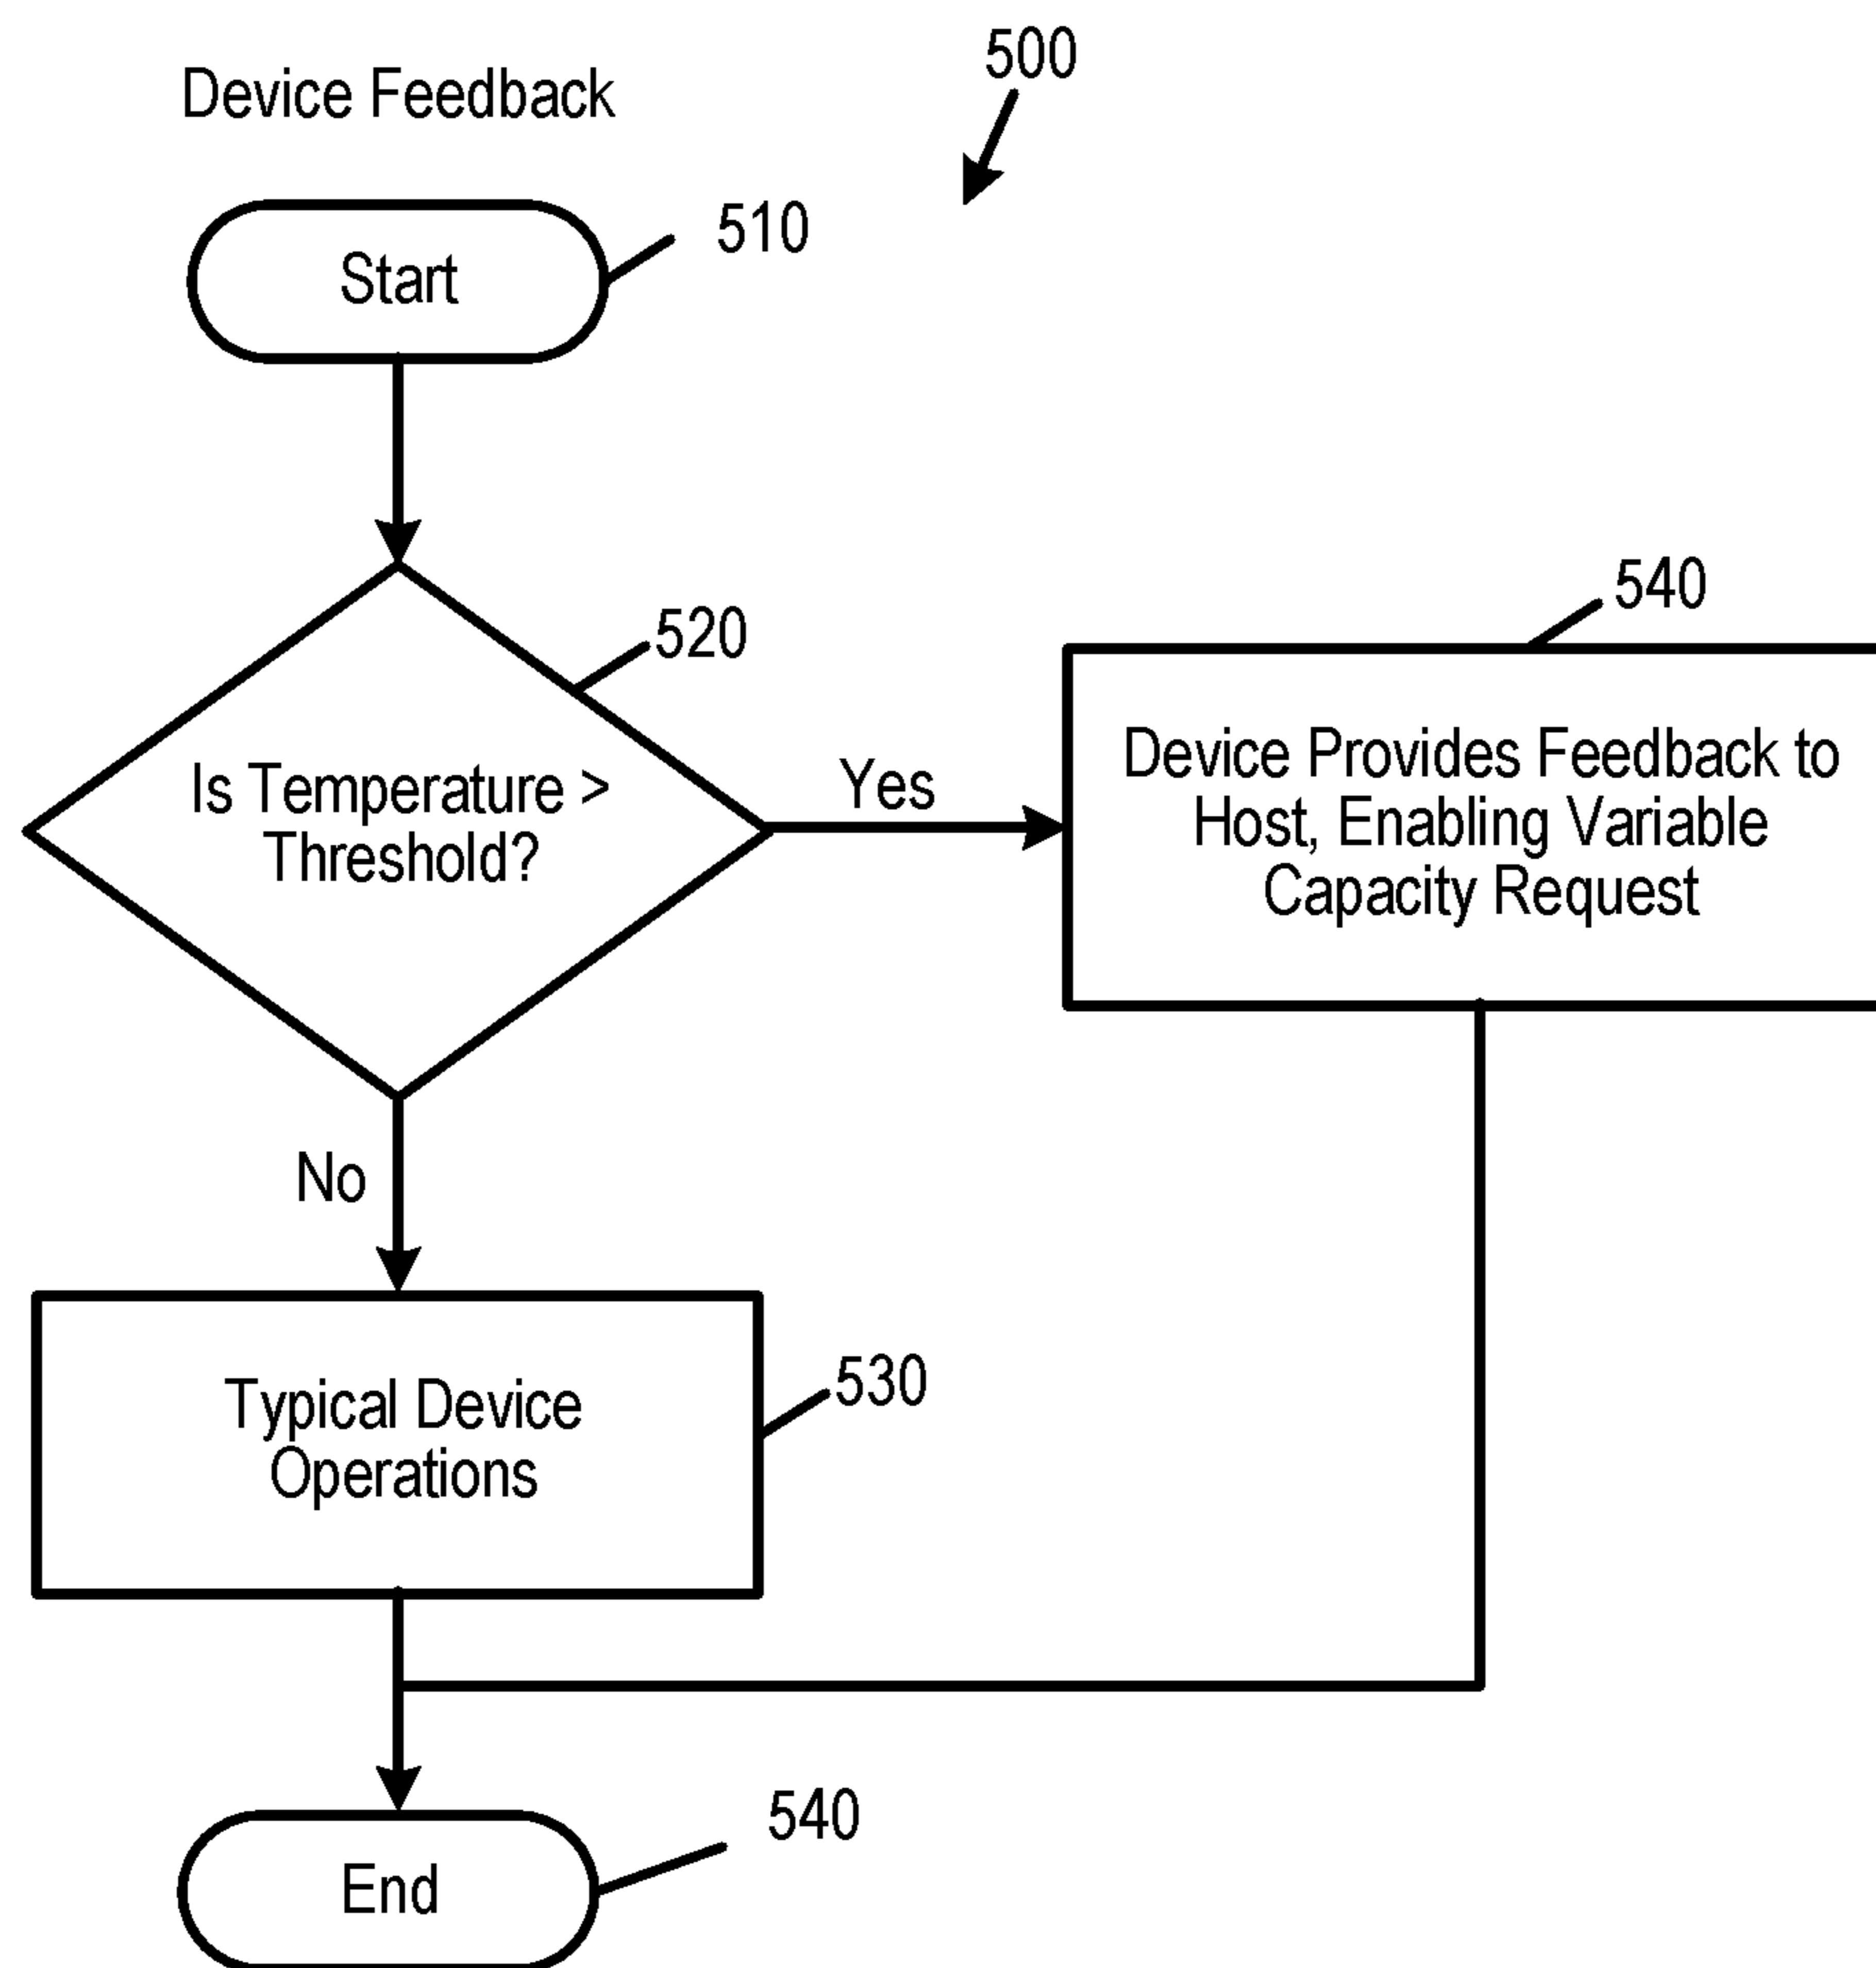 500
Device Feedback
510
Start
520
Is Temperature >
Threshold?
Yes
540
Device Provides Feedback to
Host, Enabling Variable
Capacity Request
No
530
Typical Device
Operations
540
End